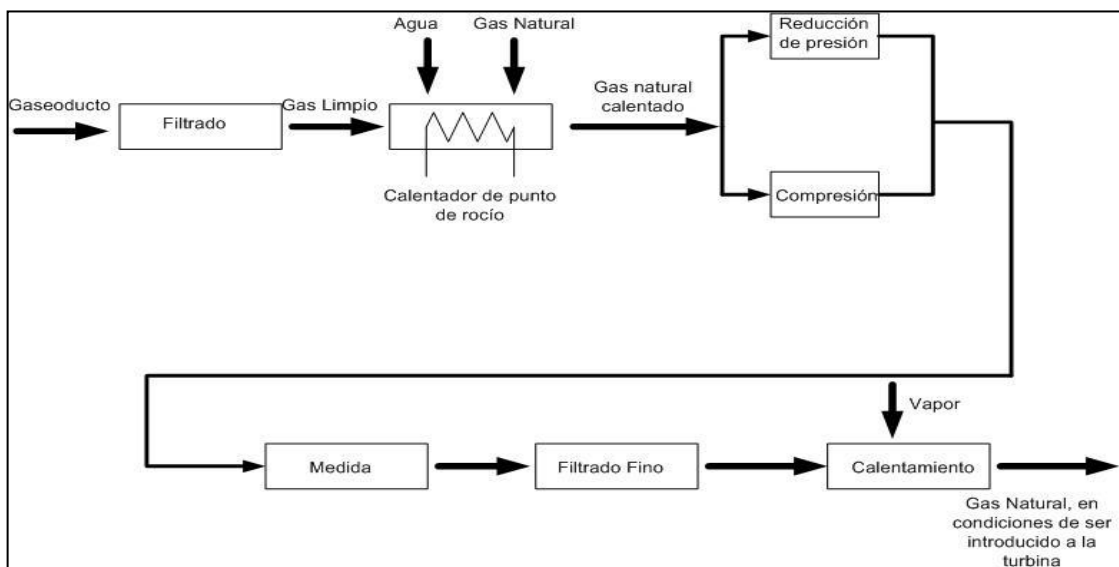 Agua
Gas Natural
Reducción
de presión
Gaseoducto
Filtrado
Gas Limpio
Gas natural
calentado
Calentador de punto
de rocío
Compresión
Vapor
Medida
Filtrado Fino
Calentamiento
Gas Natural, en
condiciones de ser
introducido a la
turbina